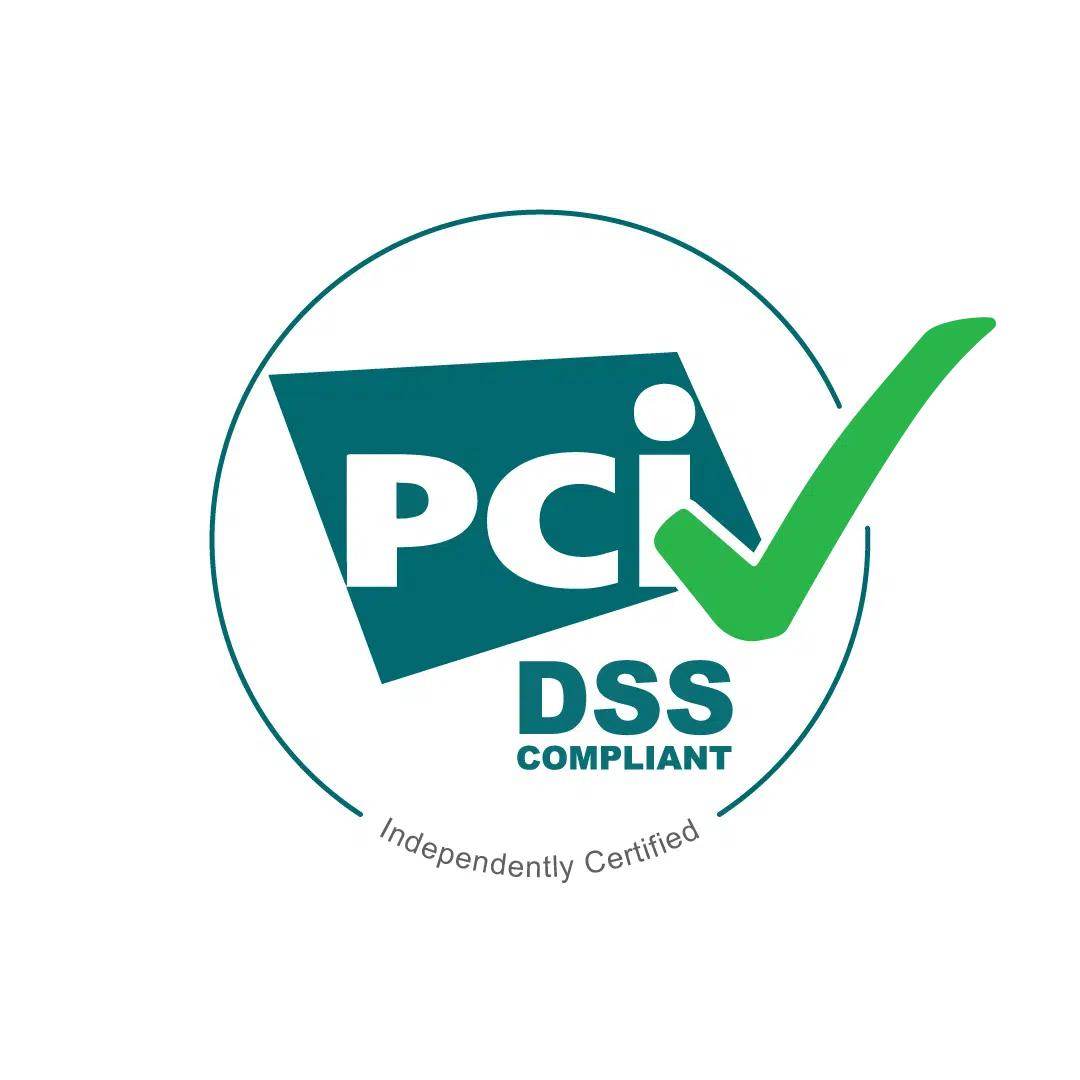 PCi
DSS
COMPLIANT
Independently Certified